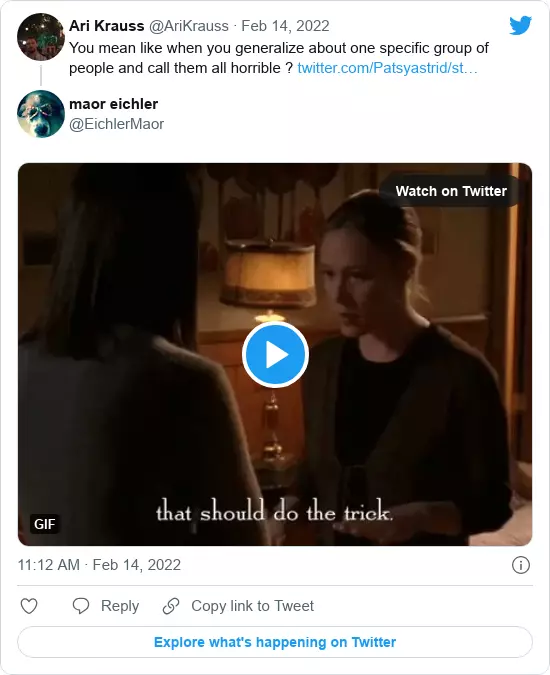 Ari Krauss @AriKrauss · Feb 14, 2022
You mean like when you generalize about one specific group of
people and call them all horrible ? twitter.com/Patsyastrid/st…
maor eichler
@EichlerMaor
Watch on Twitter
that should do the trick.
GIF
11:12 AM · Feb 14, 2022
Reply
Copy link to Tweet
Explore what's happening on Twitter